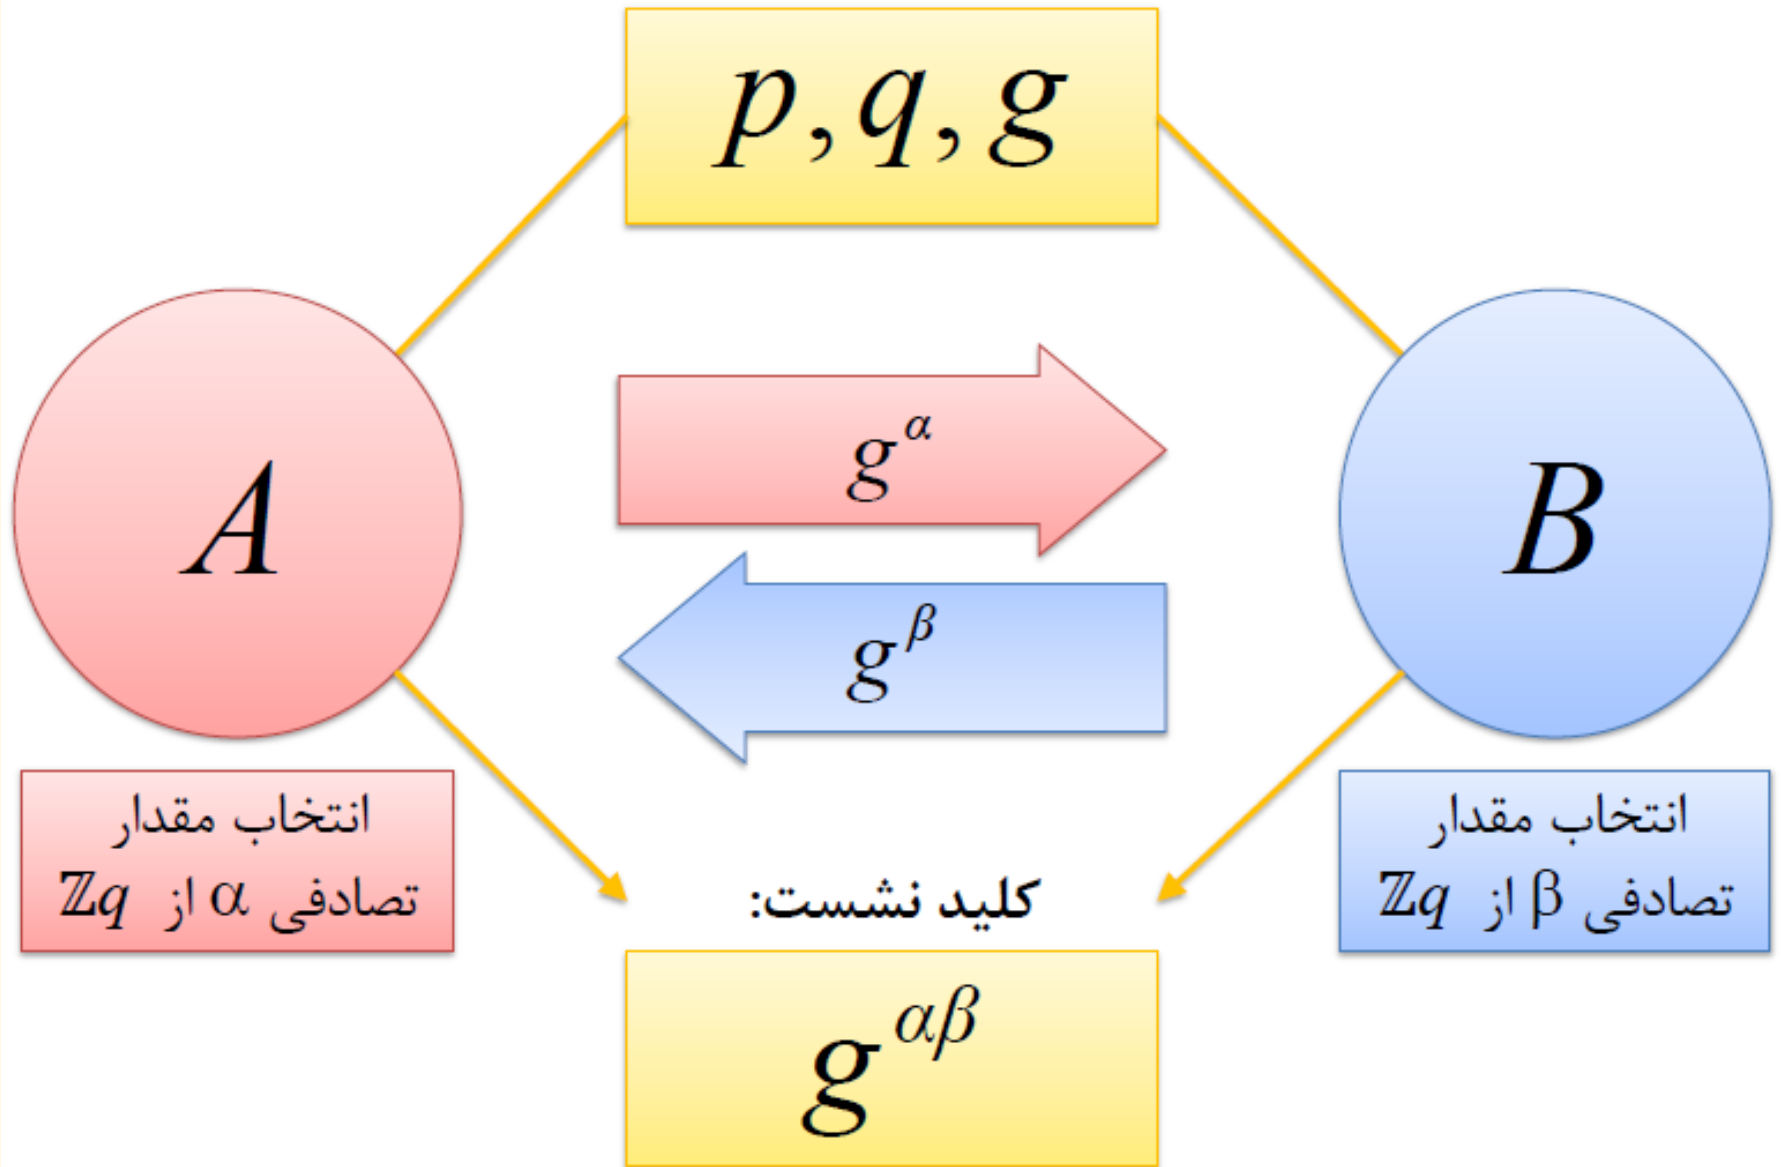 p, q, g
A
g^α
B
g^β
انتخاب مقدار
تصادفی α از ℤq
انتخاب مقدار
تصادفی β از ℤq
کلید نشست:
g^αβ